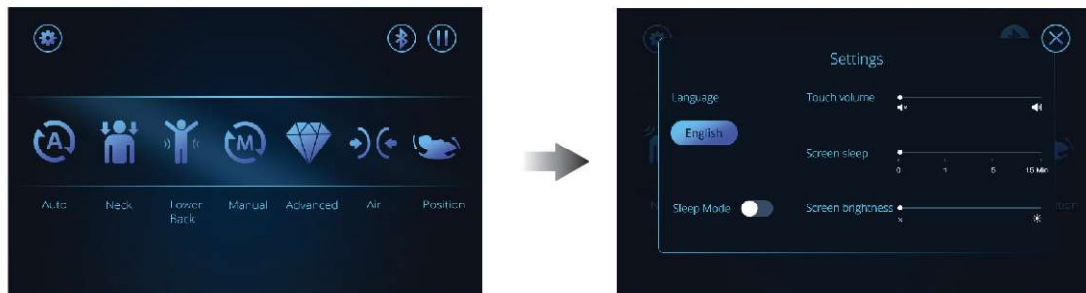 A
M
Auto
Neck
Lower
Back
Manual
Advanced
Air
Position
Settings
Language
Touch volume
English
Screen sleep
0 1 5 15 Min
Sleep Mode
Screen brightness